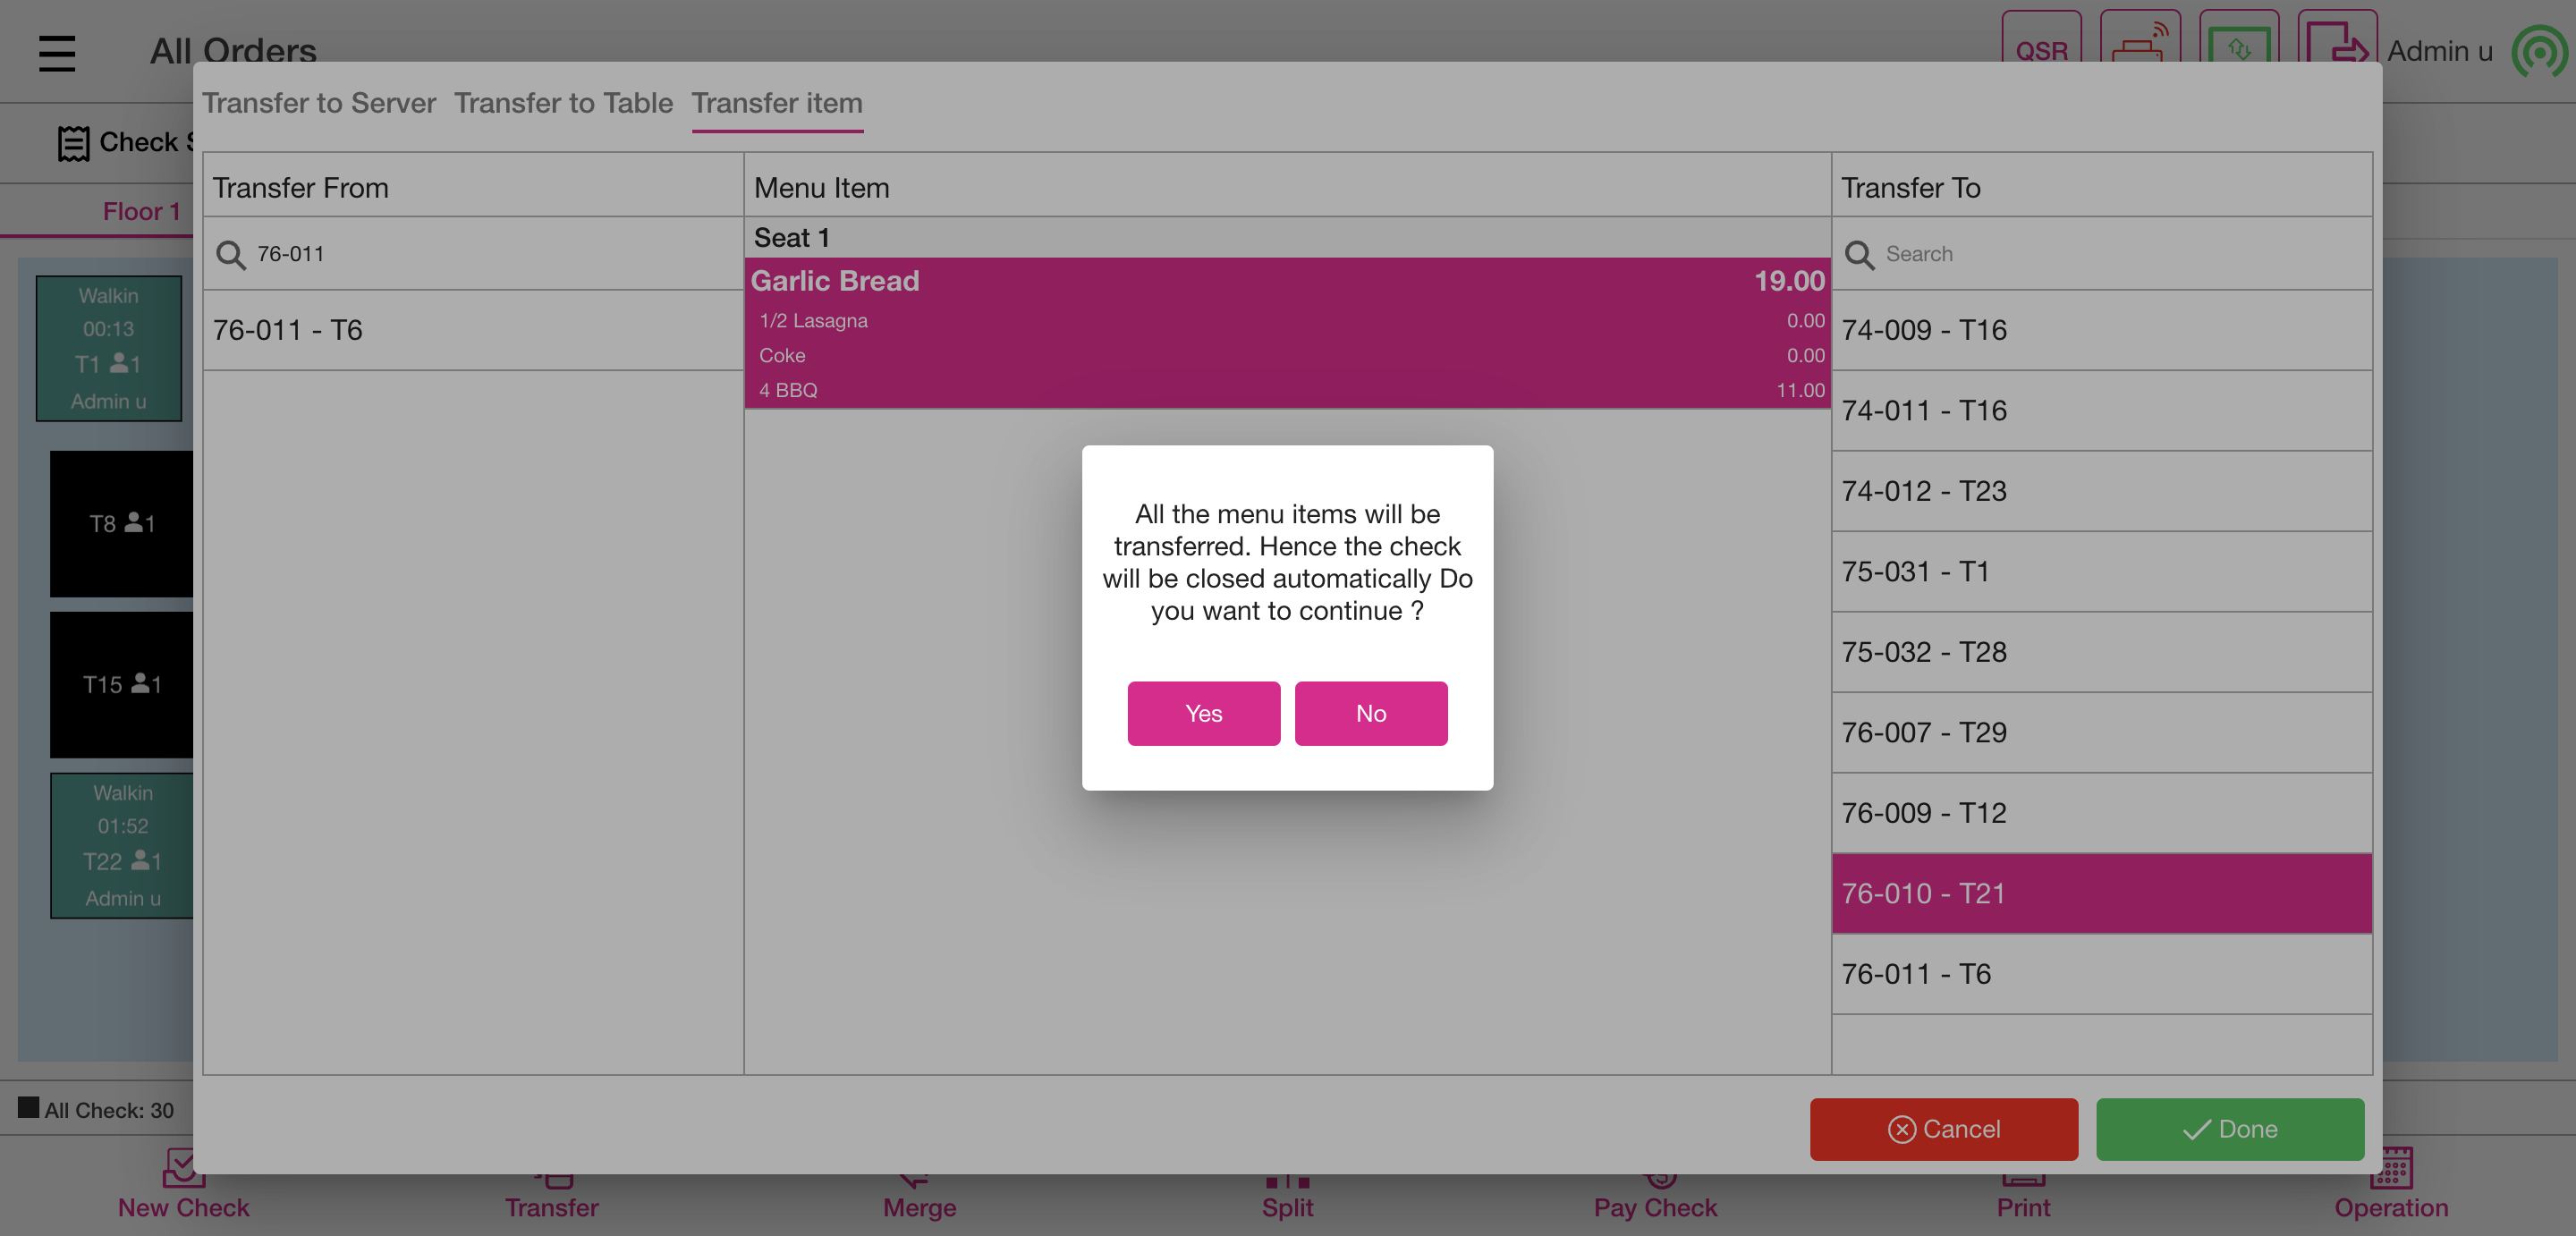 All Orders
QSR
Admin u
Transfer to Server Transfer to Table Transfer item
Check
Transfer From
Menu Item
Transfer To
Floor 1
76-011
Seat 1
Search
Garlic Bread 19.00
1/2 Lasagna 0.00
Coke 0.00
4 BBQ 11.00
76-011 - T6
74-009 - T16
74-011 - T16
74-012 - T23
75-031 - T1
75-032 - T28
76-007 - T29
76-009 - T12
76-010 - T21
76-011 - T6
Walkin
00:13
T1 1
Admin u
T8 1
T15 1
Walkin
01:52
T22 1
Admin u
All the menu items will be
transferred. Hence the check
will be closed automatically Do
you want to continue ?
Yes
No
All Check: 30
Cancel
Done
New Check
Transfer
Merge
Split
Pay Check
Print
Operation